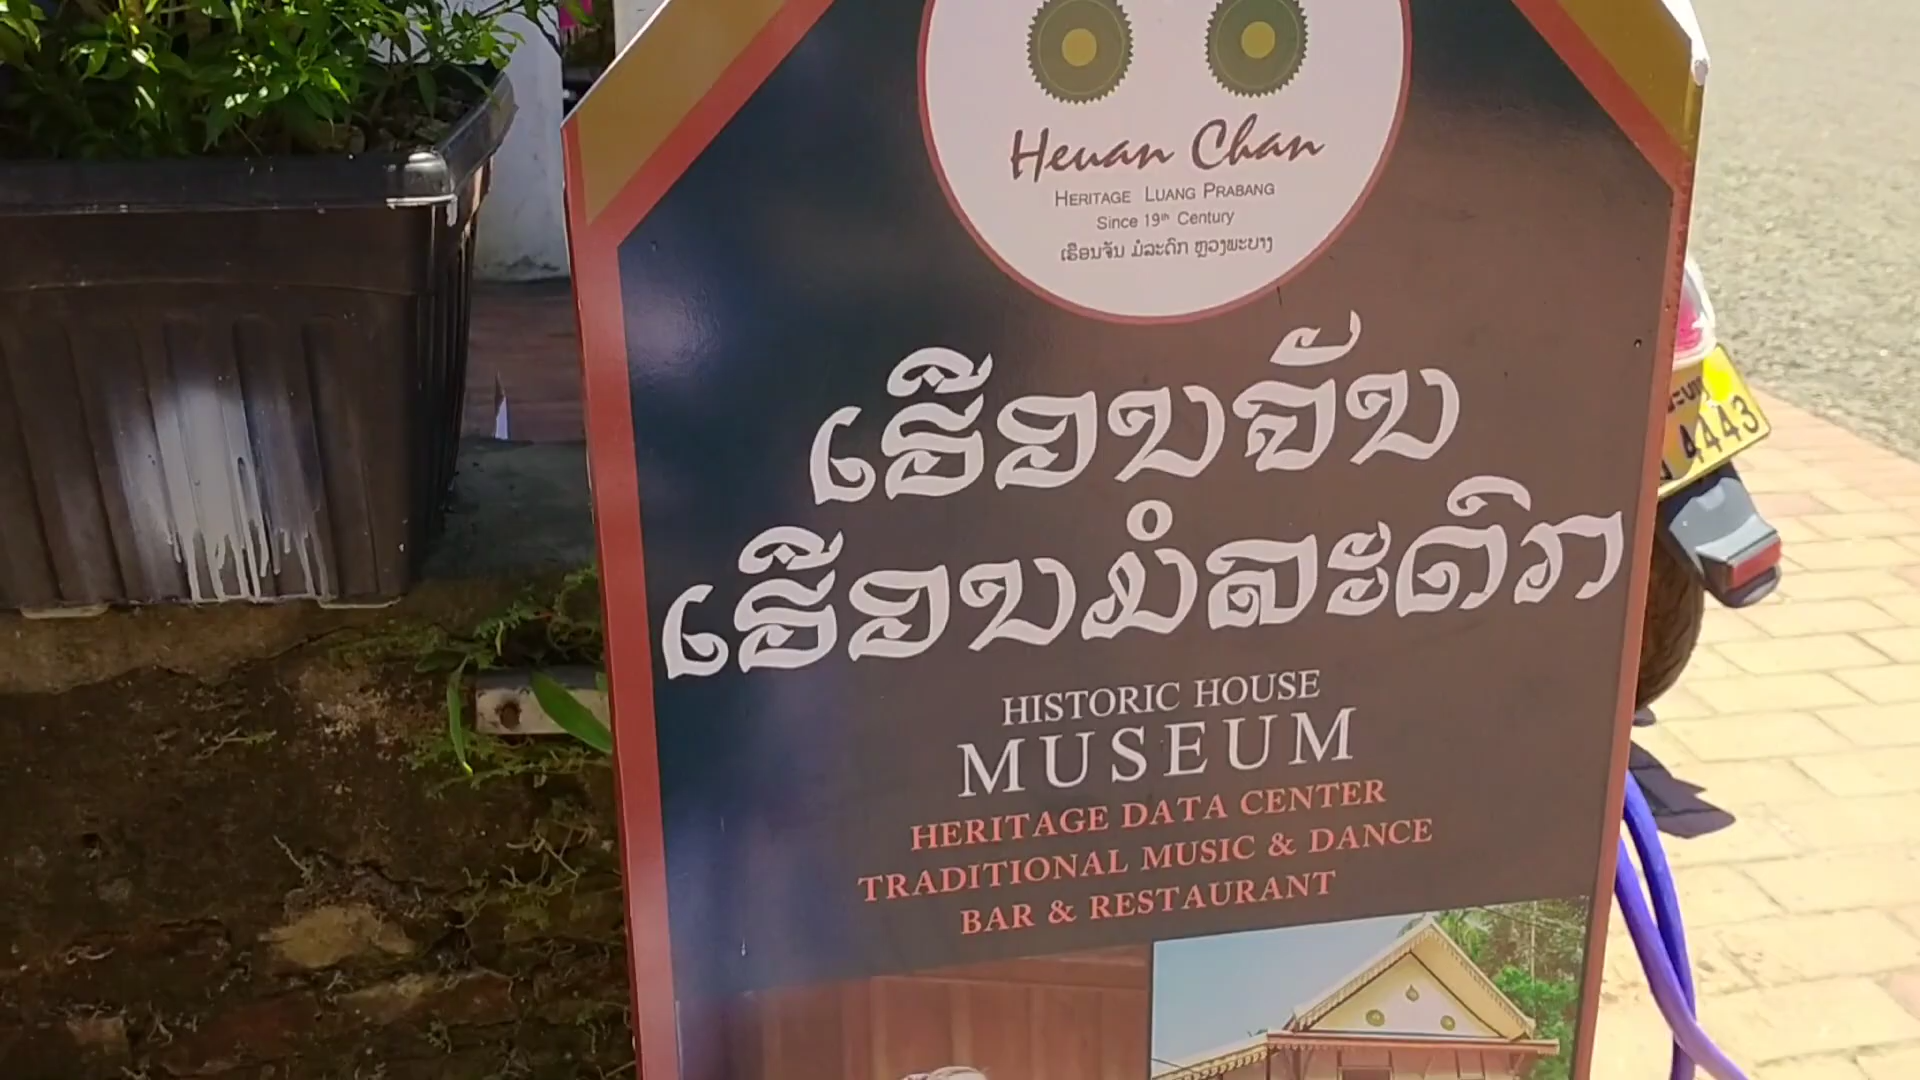 Heuan Chan
HERITAGE LUANG PRABANG
Since 19th Century
ເຮືອນຈັນ ມໍລະດົກ ຫຼວງພະບາງ
ເຮືອນຈັນ
ເຮືອນມໍລະດົກ
HISTORIC HOUSE
MUSEUM
HERITAGE DATA CENTER
TRADITIONAL MUSIC & DANCE
BAR & RESTAURANT
4443